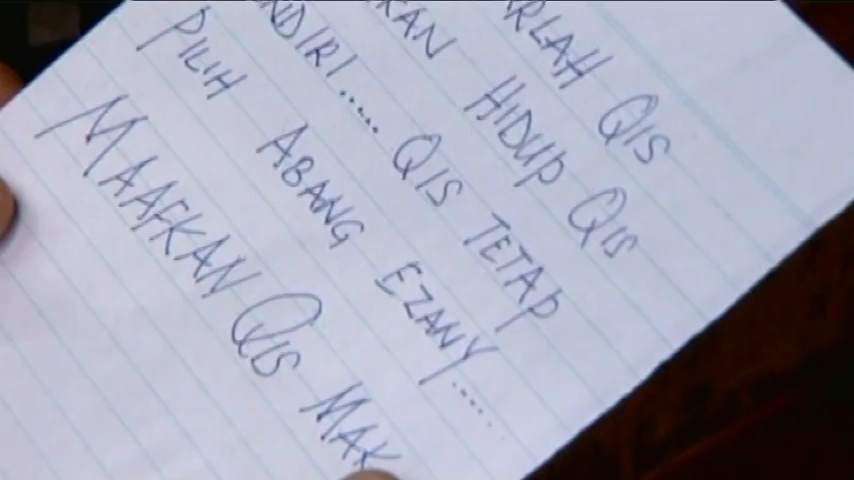 RLAH QIS
KAN HIDUP QIS
NDIRI..... QIS TETAP
PILIH ABANG EZANY.....
MAAFKAN QIS MAK